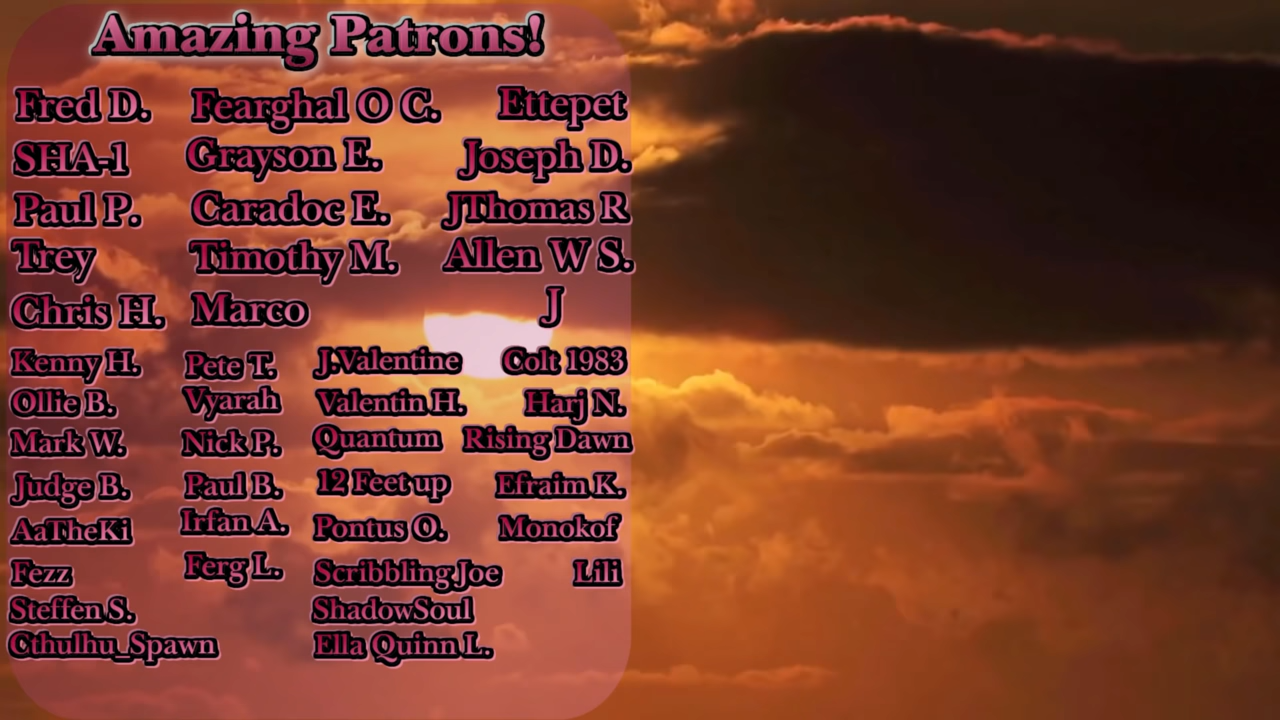 Amazing Patrons!
Fred D. Fearghal O C. Ettepet
SHA-1 Grayson E. Joseph D.
Paul P. Caradoc E. JThomas R
Trey Timothy M. Allen W S.
Chris H. Marco J
Kenny H. Pete T. J.Valentine Colt 1983
Ollie B. Vyarah Valentin H. Harj N.
Mark W. Nick P. Quantum Rising Dawn
Judge B. Paul B. 12 Feet up Efraim K.
AaTheKi Irfan A. Pontus O. Monokof
Fezz Ferg L. Scribbling Joe Lili
Steffen S. ShadowSoul
Cthulhu_Spawn Ella Quinn L.